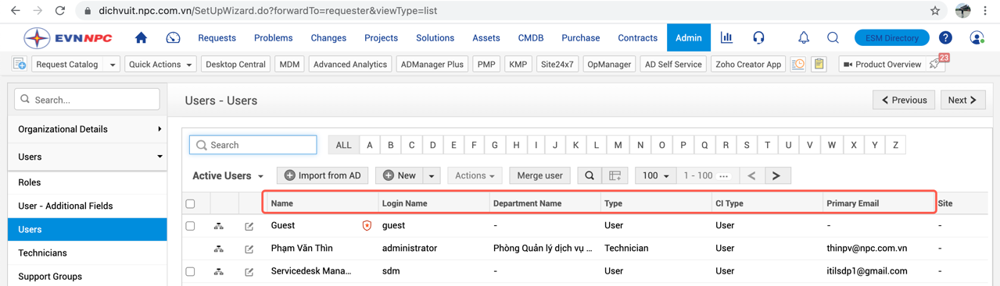 dichvuit.npc.com.vn/SetUpWizard.do?forwardTo=requester&viewType=list
EVNNPC Requests Problems Changes Projects Solutions Assets CMDB Purchase Contracts Admin ESM Directory ?
Request Catalog Quick Actions Desktop Central MDM Advanced Analytics ADManager Plus PMP KMP Site24x7 OpManager AD Self Service Zoho Creator App Product Overview 23
Search...
Users - Users Previous Next
Organizational Details
Search ALL A B C D E F G H I J K L M N O P Q R S T U V W X Y Z
Users
Active Users Import from AD New Actions Merge user 100 1 - 100 ...
Roles
Name Login Name Department Name Type CI Type Primary Email Site
User - Additional Fields
Guest guest - User User - -
Users
Phạm Văn Thìn administrator Phòng Quản lý dịch vụ ... Technician User thinpv@npc.com.vn -
Technicians
Servicedesk Mana... sdm - User User itilsdp1@gmail.com -
Support Groups